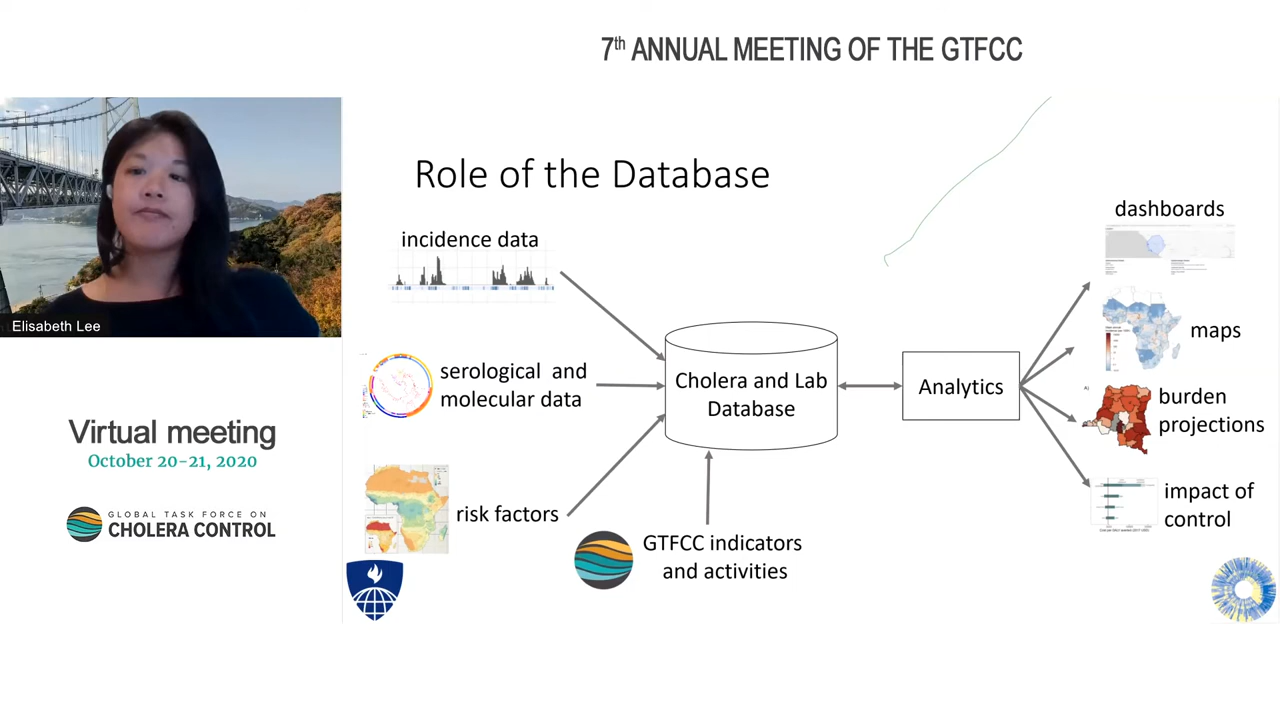 7th ANNUAL MEETING OF THE GTFCC
Elisabeth Lee
Virtual meeting
October 20-21, 2020
GLOBAL TASK FORCE ON
CHOLERA CONTROL
Role of the Database
incidence data
serological and
molecular data
risk factors
GTFCC indicators
and activities
Cholera and Lab
Database
Analytics
dashboards
maps
A)
burden
projections
impact of
control